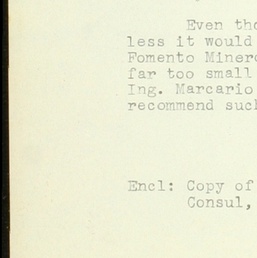 Even tho
less it would
Fomento Minero
far too small
Ing. Marcario
recommend such
Encl: Copy of
Consul,